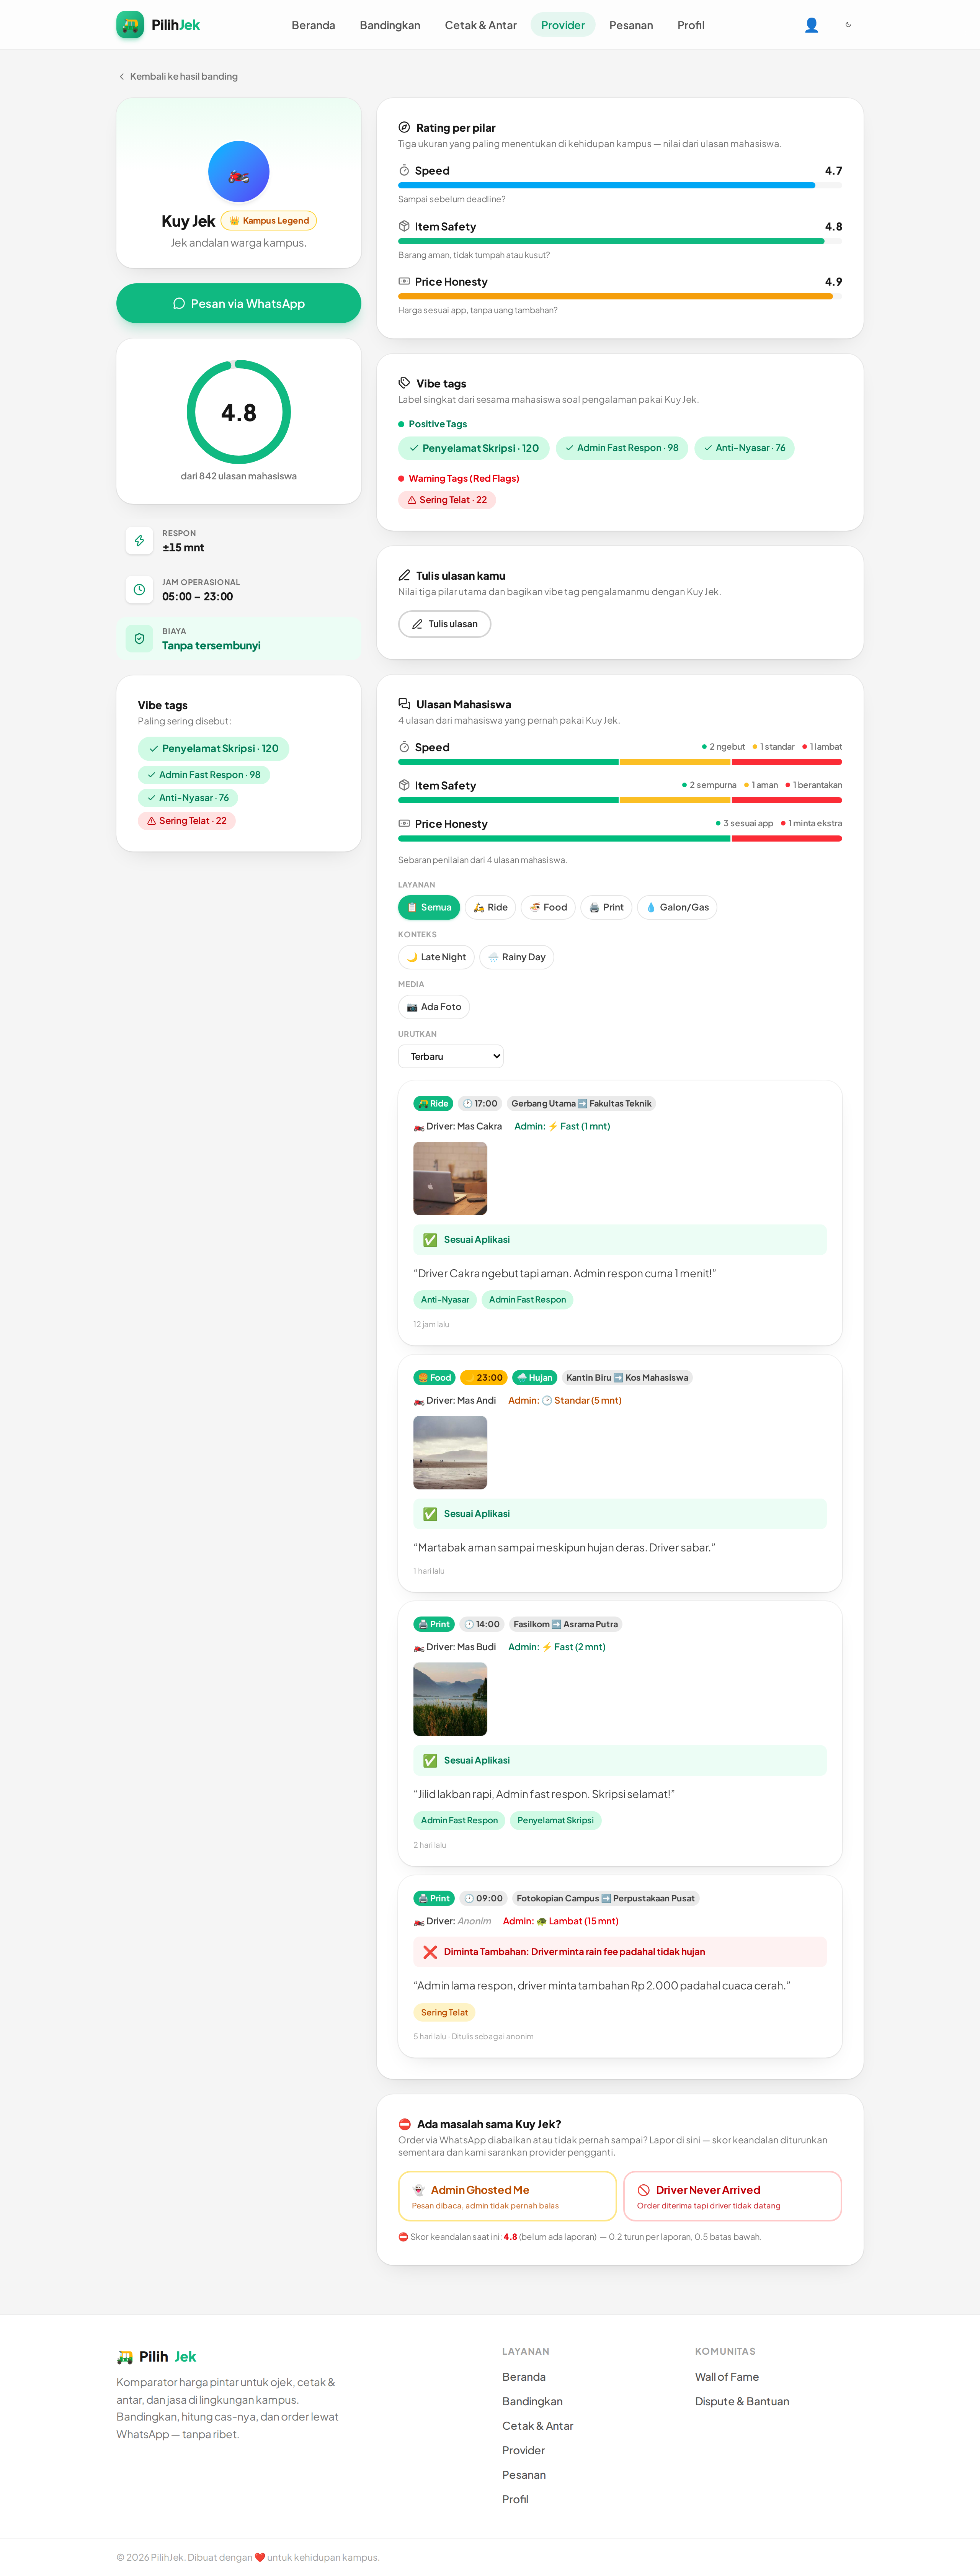 PilihJek
Beranda
Bandingkan
Cetak & Antar
Provider
Pesanan
Profil
Kembali ke hasil banding
Kuy Jek
👑 Kampus Legend
Jek andalan warga kampus.
Pesan via WhatsApp
4.8
dari 842 ulasan mahasiswa
RESPON
±15 mnt
JAM OPERASIONAL
05:00 – 23:00
BIAYA
Tanpa tersembunyi
Vibe tags
Paling sering disebut:
Penyelamat Skripsi · 120
Admin Fast Respon · 98
Anti-Nyasar · 76
Sering Telat · 22
Rating per pilar
Tiga ukuran yang paling menentukan di kehidupan kampus — nilai dari ulasan mahasiswa.
Speed 4.7
Sampai sebelum deadline?
Item Safety 4.8
Barang aman, tidak tumpah atau kusut?
Price Honesty 4.9
Harga sesuai app, tanpa uang tambahan?
Vibe tags
Label singkat dari sesama mahasiswa soal pengalaman pakai Kuy Jek.
Positive Tags
Penyelamat Skripsi · 120
Admin Fast Respon · 98
Anti-Nyasar · 76
Warning Tags (Red Flags)
Sering Telat · 22
Tulis ulasan kamu
Nilai tiga pilar utama dan bagikan vibe tag pengalamanmu dengan Kuy Jek.
Tulis ulasan
Ulasan Mahasiswa
4 ulasan dari mahasiswa yang pernah pakai Kuy Jek.
Speed 2 ngebut 1 standar 1 lambat
Item Safety 2 sempurna 1 aman 1 berantakan
Price Honesty 3 sesuai app 1 minta ekstra
Sebaran penilaian dari 4 ulasan mahasiswa.
LAYANAN
📋 Semua 🛵 Ride 🍜 Food 🖨️ Print 💧 Galon/Gas
KONTEKS
🌙 Late Night 🌧️ Rainy Day
MEDIA
📷 Ada Foto
URUTKAN
Terbaru
🛺 Ride 🕐 17:00 Gerbang Utama ➡️ Fakultas Teknik
🏍️ Driver: Mas Cakra Admin: ⚡ Fast (1 mnt)
✅ Sesuai Aplikasi
“Driver Cakra ngebut tapi aman. Admin respon cuma 1 menit!”
Anti-Nyasar Admin Fast Respon
12 jam lalu
🍔 Food 🌙 23:00 🌧️ Hujan Kantin Biru ➡️ Kos Mahasiswa
🏍️ Driver: Mas Andi Admin: 🕑 Standar (5 mnt)
✅ Sesuai Aplikasi
“Martabak aman sampai meskipun hujan deras. Driver sabar.”
1 hari lalu
🖨️ Print 🕐 14:00 Fasilkom ➡️ Asrama Putra
🏍️ Driver: Mas Budi Admin: ⚡ Fast (2 mnt)
✅ Sesuai Aplikasi
“Jilid lakban rapi, Admin fast respon. Skripsi selamat!”
Admin Fast Respon Penyelamat Skripsi
2 hari lalu
🖨️ Print 🕐 09:00 Fotokopian Campus ➡️ Perpustakaan Pusat
🏍️ Driver: Anonim Admin: 🐢 Lambat (15 mnt)
❌ Diminta Tambahan: Driver minta rain fee padahal tidak hujan
“Admin lama respon, driver minta tambahan Rp 2.000 padahal cuaca cerah.”
Sering Telat
5 hari lalu · Ditulis sebagai anonim
⛔ Ada masalah sama Kuy Jek?
Order via WhatsApp diabaikan atau tidak pernah sampai? Lapor di sini — skor keandalan diturunkan
sementara dan kami sarankan provider pengganti.
👻 Admin Ghosted Me
Pesan dibaca, admin tidak pernah balas
🚫 Driver Never Arrived
Order diterima tapi driver tidak datang
⛔ Skor keandalan saat ini: 4.8 (belum ada laporan) — 0.2 turun per laporan, 0.5 batas bawah.
🛺 Pilih Jek
Komparator harga pintar untuk ojek, cetak &
antar, dan jasa di lingkungan kampus.
Bandingkan, hitung cas-nya, dan order lewat
WhatsApp — tanpa ribet.
LAYANAN
Beranda
Bandingkan
Cetak & Antar
Provider
Pesanan
Profil
KOMUNITAS
Wall of Fame
Dispute & Bantuan
© 2026 PilihJek. Dibuat dengan ❤️ untuk kehidupan kampus.